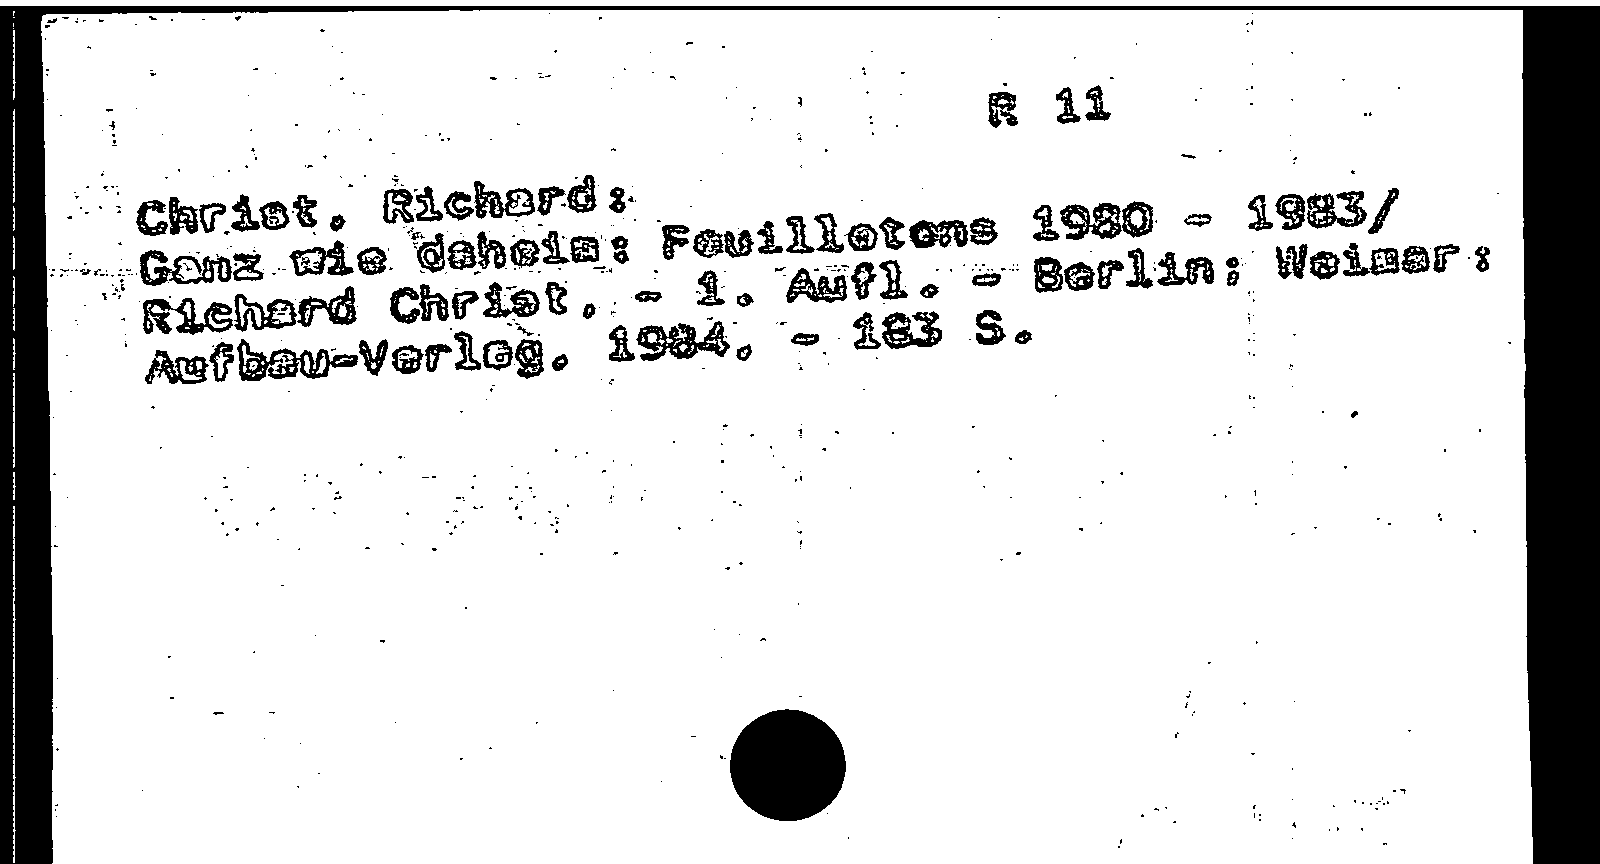 R 11
Christ, Richard:
Ganz wie daheim: Feuilletons 1980 - 1983/
Richard Christ. - 1. Aufl. - Berlin; Weimar:
Aufbau-Verlag, 1984. - 183 S.